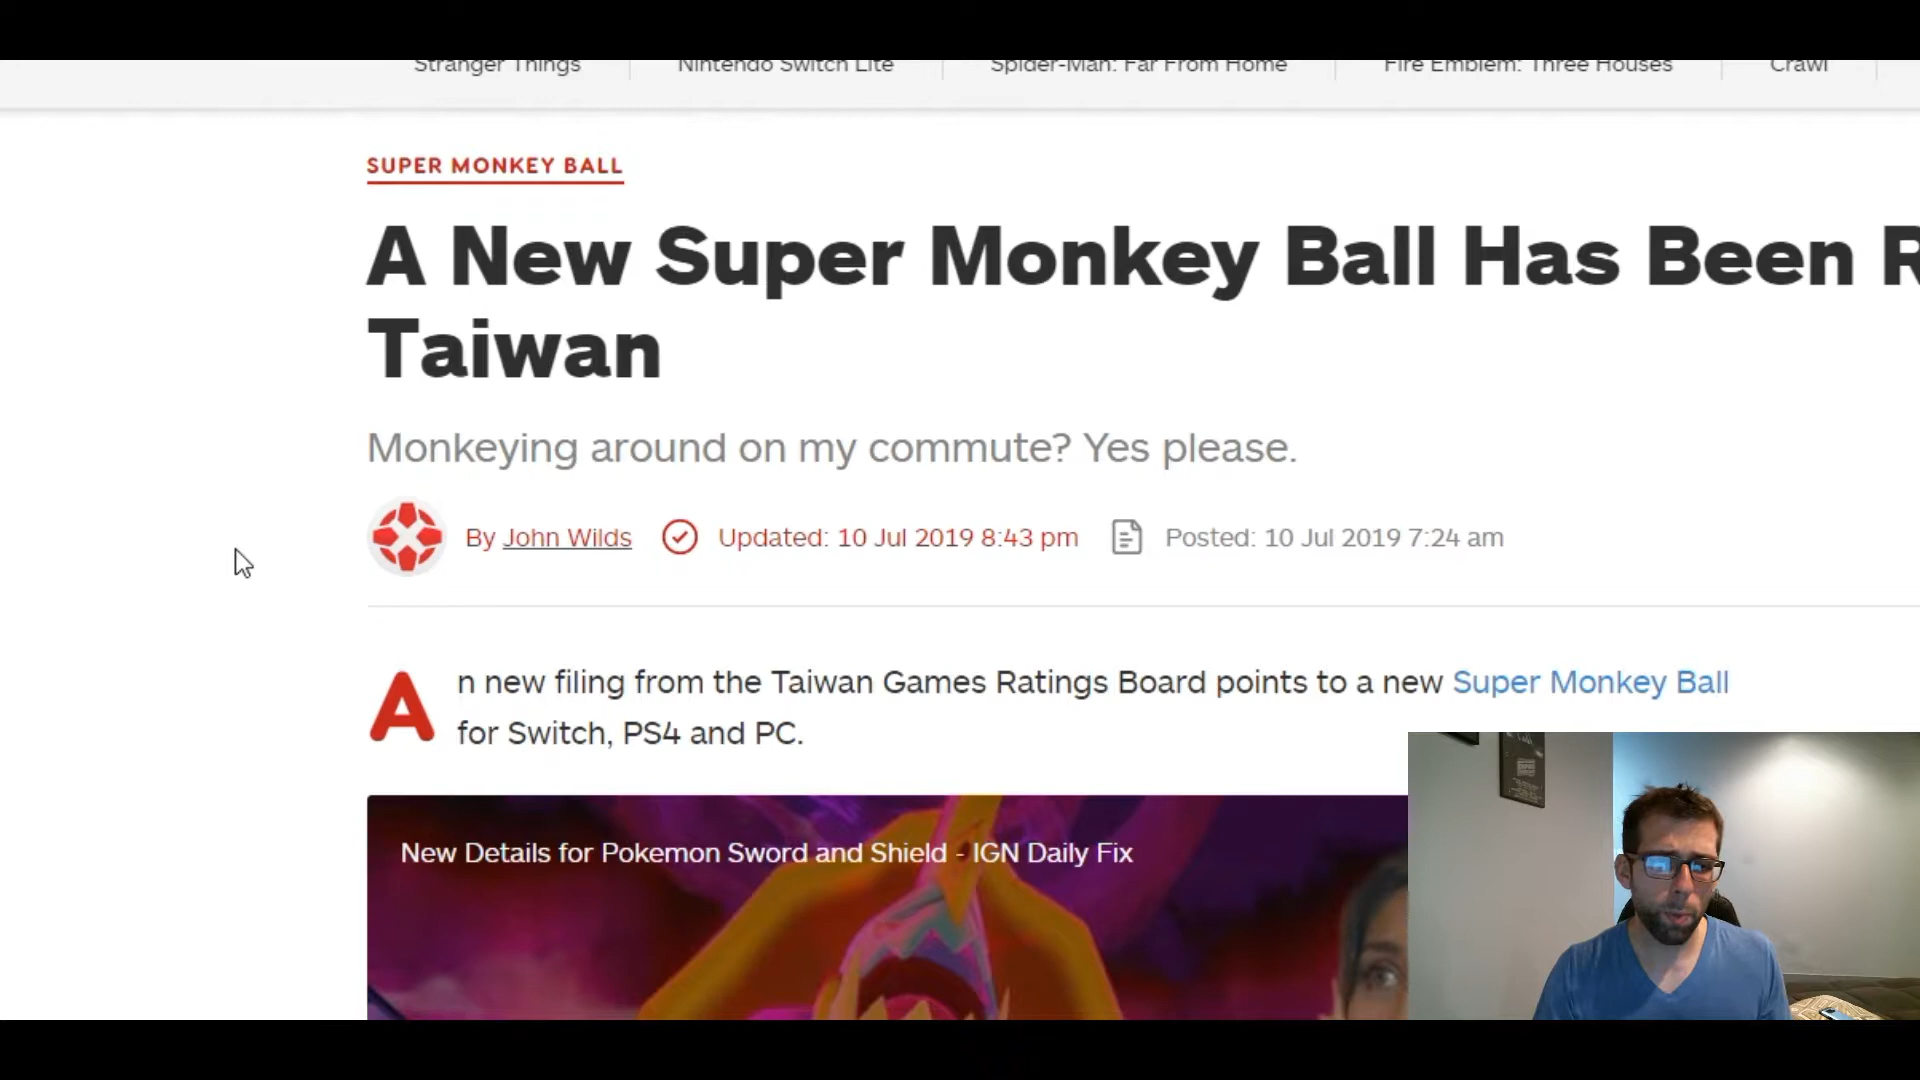 Stranger Things
Nintendo Switch Lite
Spider-Man: Far From Home
Fire Emblem: Three Houses
Crawl
SUPER MONKEY BALL
A New Super Monkey Ball Has Been
Taiwan
Monkeying around on my commute? Yes please.
By John Wilds
Updated: 10 Jul 2019 8:43 pm
Posted: 10 Jul 2019 7:24 am
An new filing from the Taiwan Games Ratings Board points to a new Super Monkey Ball
for Switch, PS4 and PC.
New Details for Pokemon Sword and Shield - IGN Daily Fix